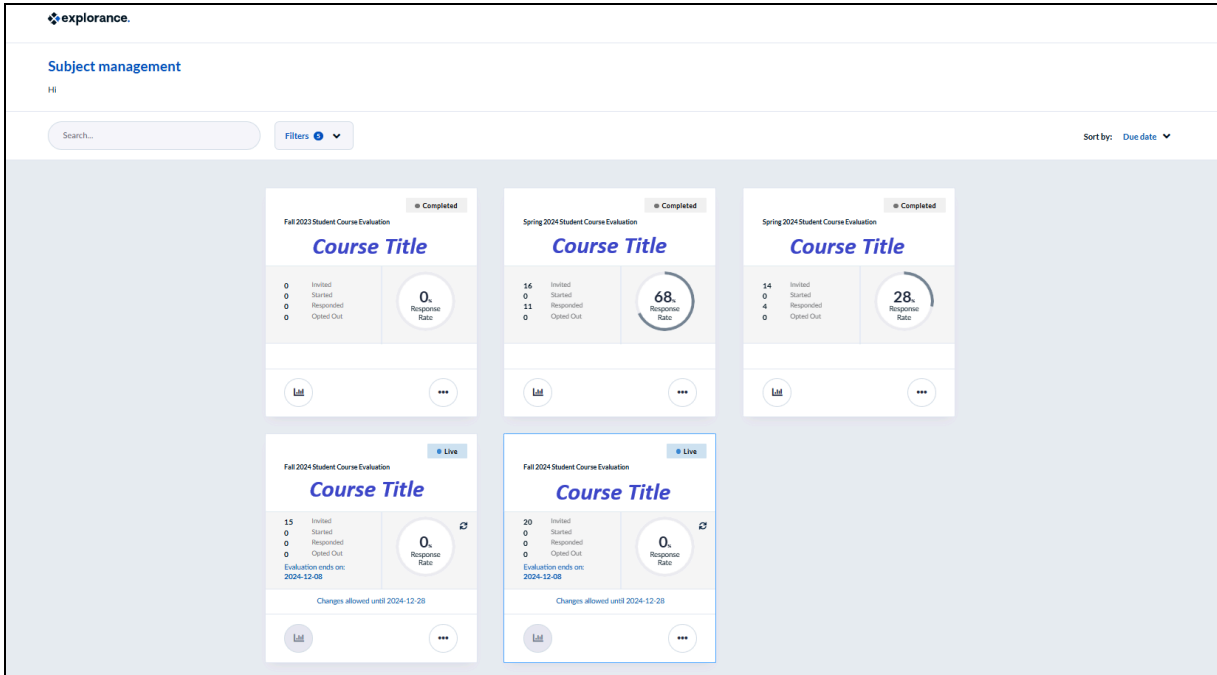 explorance.
Subject management
Hi
Search...
Filters 5
Sort by: Due date
Completed
Fall 2023 Student Course Evaluation
Course Title
0 Invited
0 Started
0 Responded
0 Opted Out
0%
Response
Rate
Completed
Spring 2024 Student Course Evaluation
Course Title
16 Invited
0 Started
11 Responded
0 Opted Out
68%
Response
Rate
Completed
Spring 2024 Student Course Evaluation
Course Title
14 Invited
0 Started
4 Responded
0 Opted Out
28%
Response
Rate
Live
Fall 2024 Student Course Evaluation
Course Title
15 Invited
0 Started
0 Responded
0 Opted Out
Evaluation ends on:
2024-12-08
0%
Response
Rate
Changes allowed until 2024-12-28
Live
Fall 2024 Student Course Evaluation
Course Title
20 Invited
0 Started
0 Responded
0 Opted Out
Evaluation ends on:
2024-12-08
0%
Response
Rate
Changes allowed until 2024-12-28